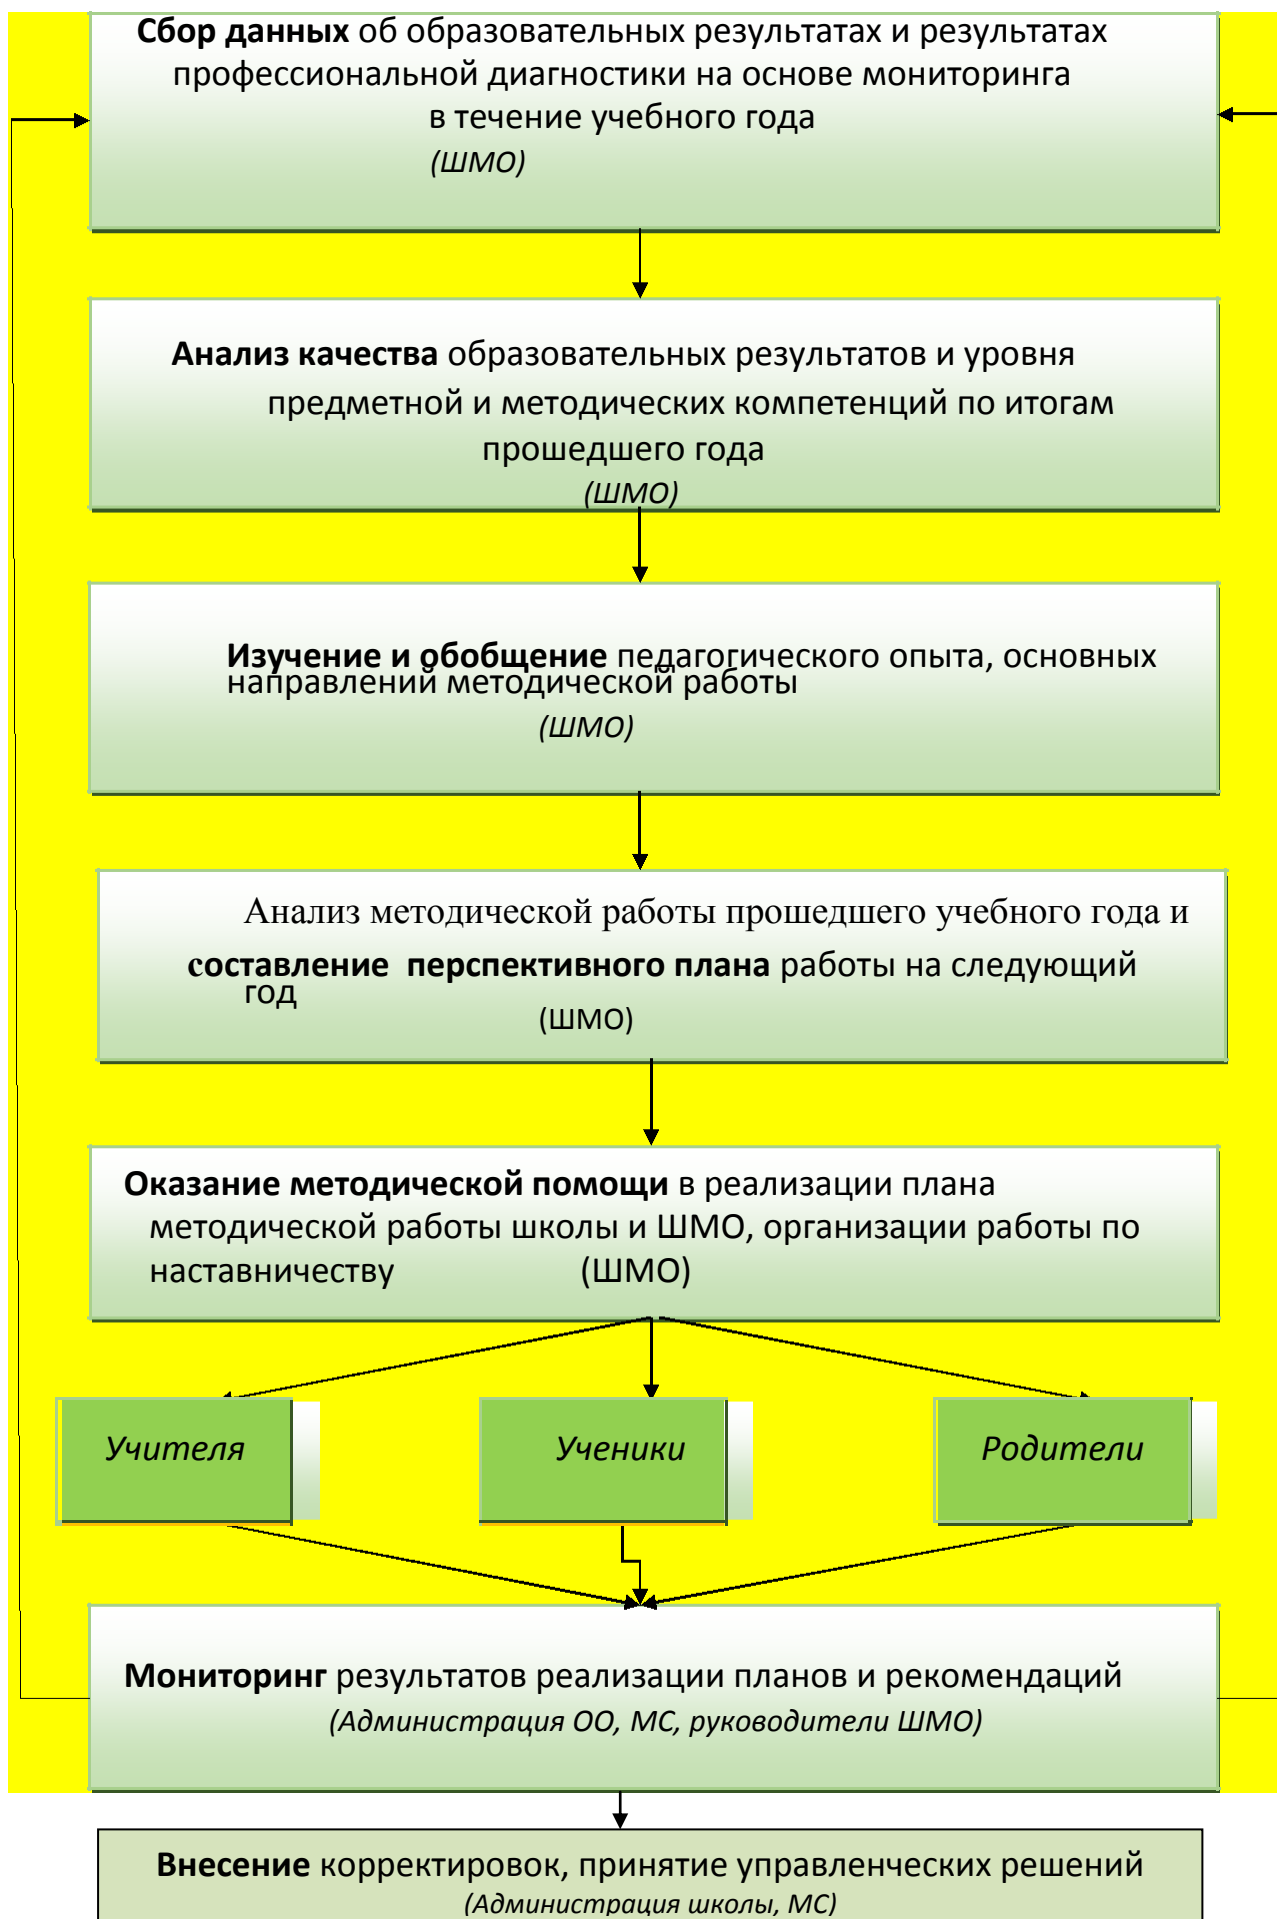 Сбор данных об образовательных результатах и результатах
профессиональной диагностики на основе мониторинга
в течение учебного года
(ШМО)
Анализ качества образовательных результатов и уровня
предметной и методических компетенций по итогам
прошедшего года
(ШМО)
Изучение и обобщение педагогического опыта, основных
направлений методической работы
(ШМО)
Анализ методической работы прошедшего учебного года и
составление перспективного плана работы на следующий
год
(ШМО)
Оказание методической помощи в реализации плана
методической работы школы и ШМО, организации работы по
наставничеству (ШМО)
Учителя
Ученики
Родители
Мониторинг результатов реализации планов и рекомендаций
(Администрация ОО, МС, руководители ШМО)
Внесение корректировок, принятие управленческих решений
(Администрация школы, МС)